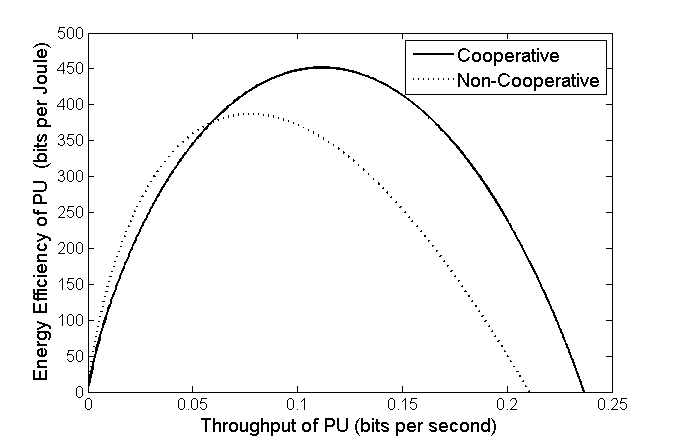 500
450
400
350
300
250
200
150
100
50
0
Energy Efficiency of PU (bits per Joule)
Cooperative
Non-Cooperative
0 0.05 0.1 0.15 0.2 0.25
Throughput of PU (bits per second)